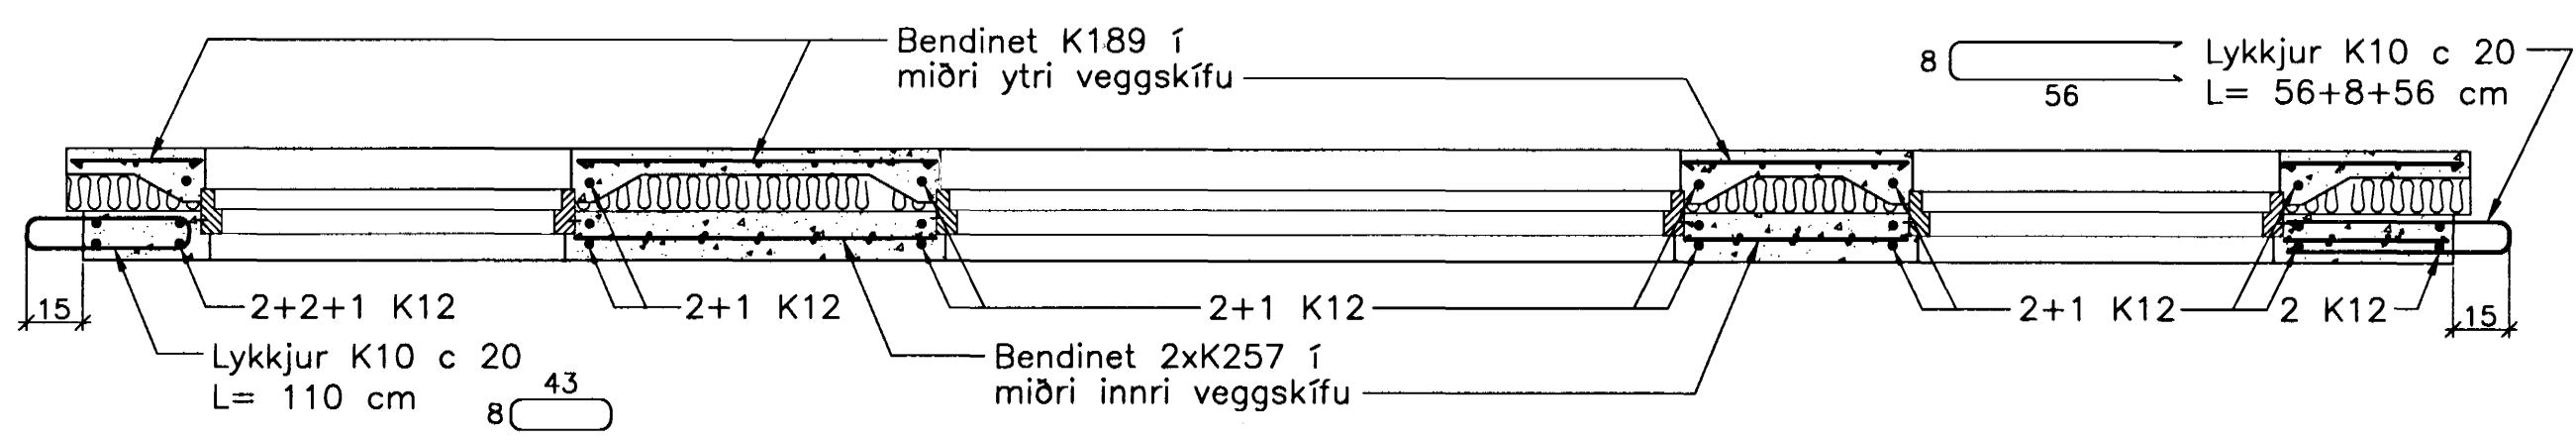 Bendinet K189 í
miðri ytri veggskífu
8
56
Lykkjur K10 c 20
L= 56+8+56 cm
15
2+2+1 K12
2+1 K12
2+1 K12
2+1 K12
2 K12
15
Lykkjur K10 c 20
L= 110 cm
43
8
Bendinet 2xK257 í
miðri innri veggskífu